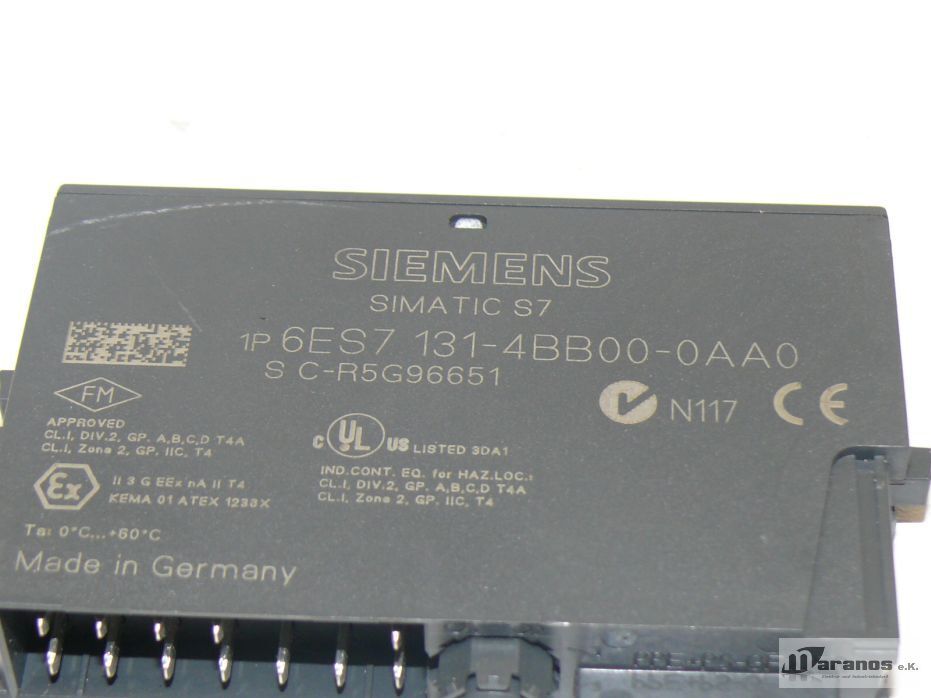 SIEMENS
SIMATIC S7
1P 6ES7 131-4BB00-0AA0
S C-R5G96651
FM
APPROVED
CL.I, DIV.2, GP. A,B,C,D T4A
CL.I, Zone 2, GP. IIC, T4
N117
CE
C UL US LISTED 3DA1
IND.CONT. EQ. for HAZ.LOC.:
CL.I, DIV.2, GP. A,B,C,D T4A
CL.I, Zone 2, GP. IIC, T4
Ex
II 3 G EEx nA II T4
KEMA 01 ATEX 1238X
Ta: 0°C...+60°C
Made in Germany
Maranos e.K.